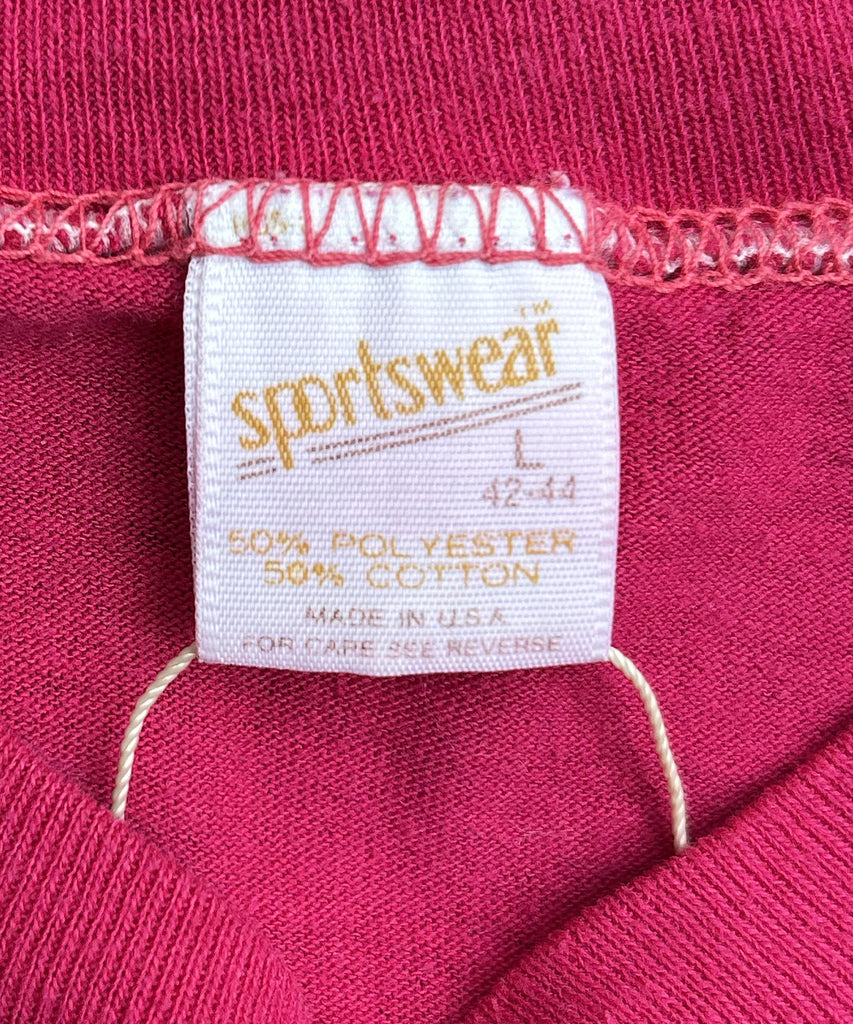 sportswear™
L
42-44
50% POLYESTER
50% COTTON
MADE IN U.S.A.
FOR CARE SEE REVERSE